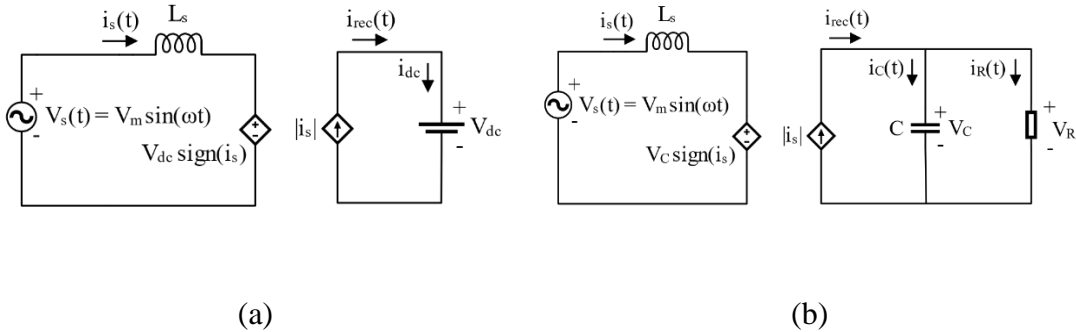 i_s(t)
L_s
+
V_s(t) = V_m sin(ωt)
-
+
-
V_dc sign(i_s)
i_rec(t)
|i_s|
i_dc
+
V_dc
-
i_s(t)
L_s
+
V_s(t) = V_m sin(ωt)
-
+
-
V_C sign(i_s)
i_rec(t)
|i_s|
i_C(t)
C
+
V_C
-
i_R(t)
+
V_R
-
(a)
(b)